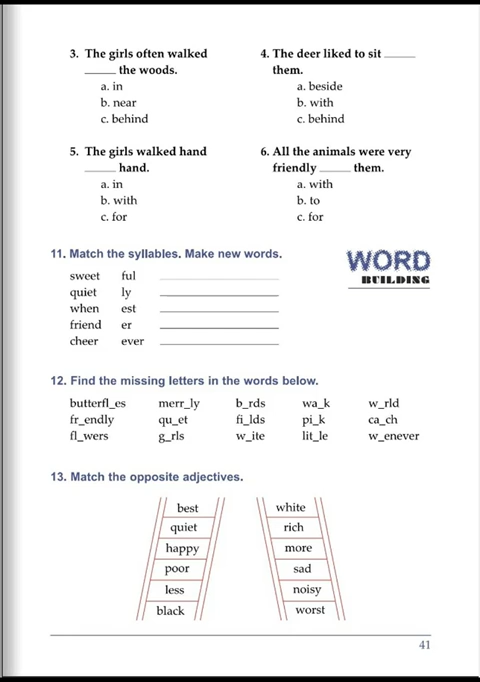 3. The girls often walked
_____ the woods.
a. in
b. near
c. behind
4. The deer liked to sit _____
them.
a. beside
b. with
c. behind
5. The girls walked hand
_____ hand.
a. in
b. with
c. for
6. All the animals were very
friendly _____ them.
a. with
b. to
c. for
11. Match the syllables. Make new words.
WORD
BUILDING
sweet ful
quiet ly
when est
friend er
cheer ever
12. Find the missing letters in the words below.
butterfl_es merr_ly b_rds wa_k w_rld
fr_endly qu_et fi_lds pi_k ca_ch
fl_wers g_rls w_ite lit_le w_enever
13. Match the opposite adjectives.
best white
quiet rich
happy more
poor sad
less noisy
black worst
41